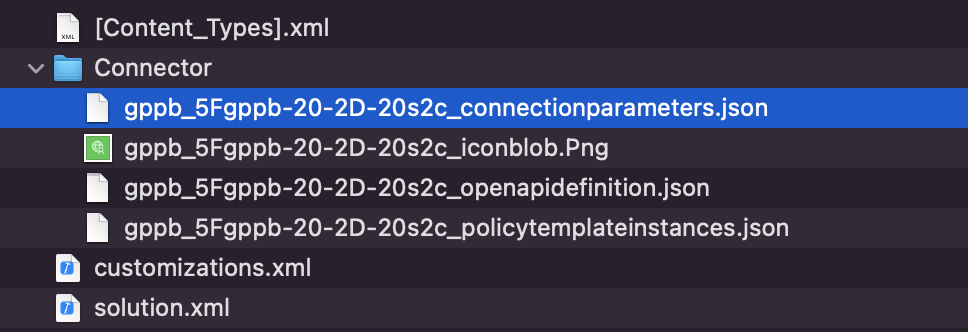 [Content_Types].xml
Connector
gppb_5Fgppb-20-2D-20s2c_connectionparameters.json
gppb_5Fgppb-20-2D-20s2c_iconblob.Png
gppb_5Fgppb-20-2D-20s2c_openapidefinition.json
gppb_5Fgppb-20-2D-20s2c_policytemplateinstances.json
customizations.xml
solution.xml